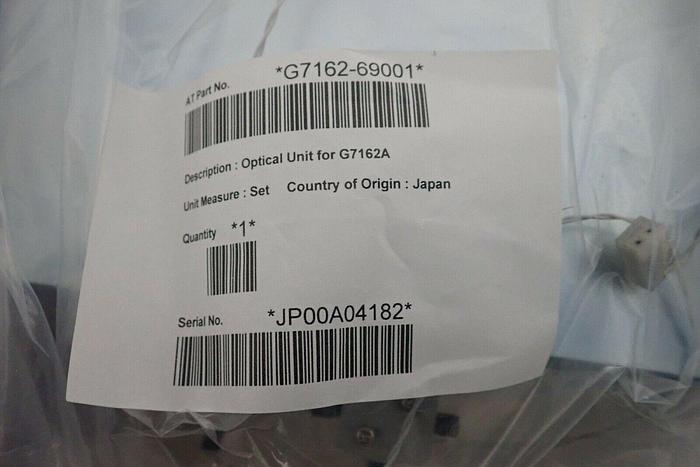 AT Part No. *G7162-69001*
Description : Optical Unit for G7162A
Unit Measure : Set Country of Origin : Japan
Quantity *1*
Serial No. *JP00A04182*